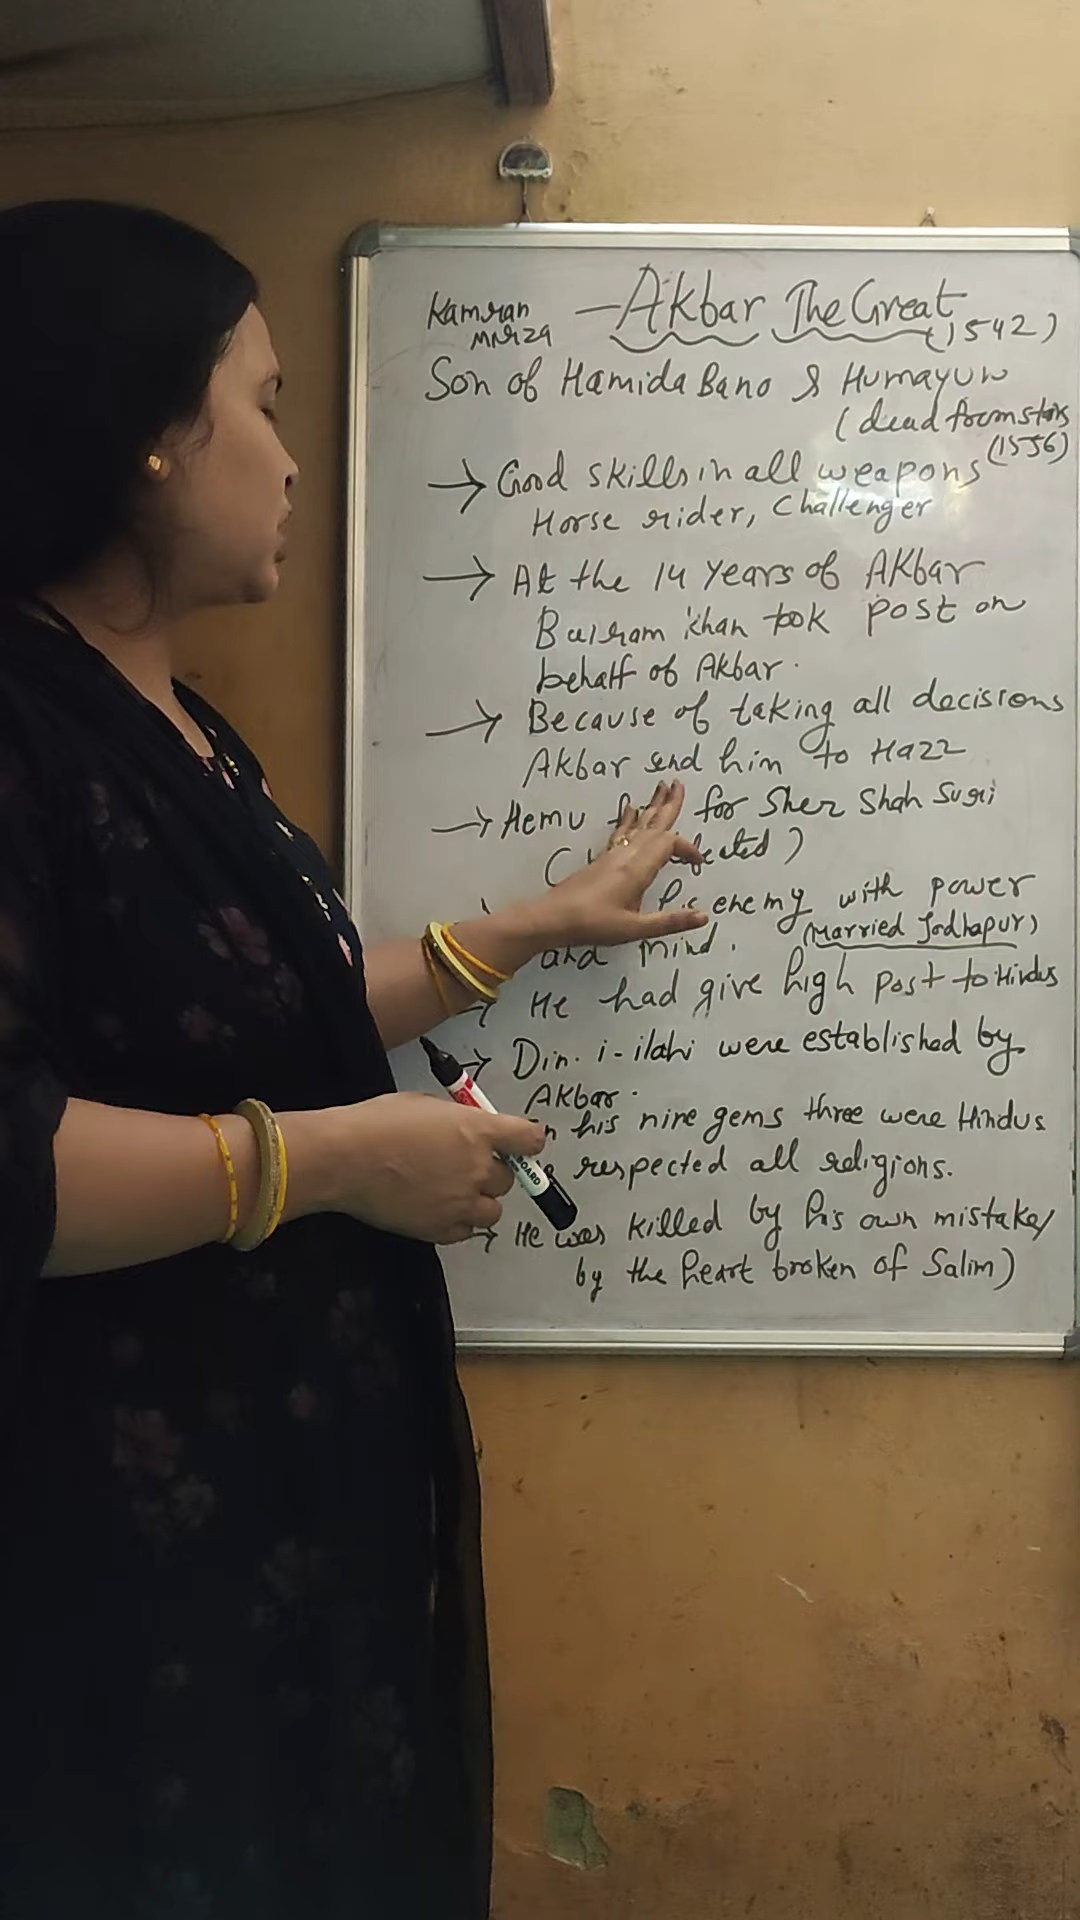 Kamran
Mirza
— Akbar The Great
(1542)
Son of Hamida Bano & Humayun
(dead from stairs
(1556)
→ Good skills in all weapons
Horse rider, Challenger
→ At the 14 years of Akbar
Bairam khan took post on
behalf of Akbar.
→ Because of taking all decisions
Akbar send him to Hazz
→ Hemu for Sher Shah Suri
his enemy with power
and mind. (Married Jodhapur)
→ He had give high post to Hindus
→ Din. i- ilahi were established by
Akbar.
his nine gems three were Hindus
respected all religions.
→ He was killed by his own mistake/
by the heart broken of Salim)
BOARD